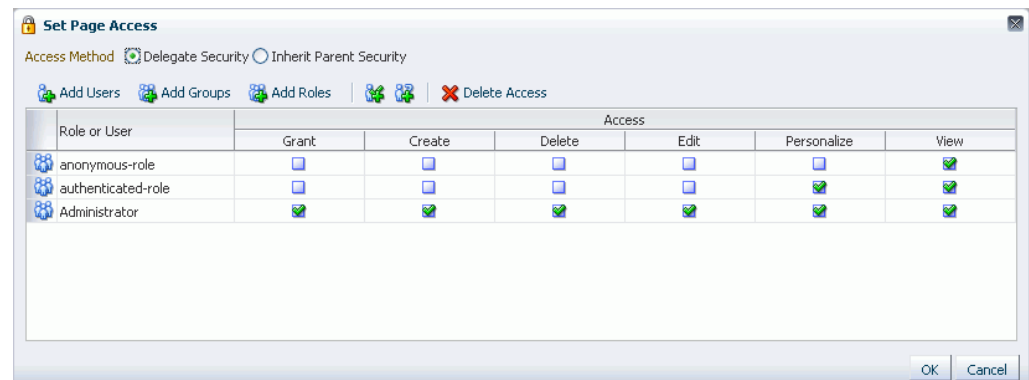 Set Page Access
Access Method Delegate Security Inherit Parent Security
Add Users Add Groups Add Roles Delete Access
Role or User Access
Grant Create Delete Edit Personalize View
anonymous-role
authenticated-role
Administrator
OK Cancel